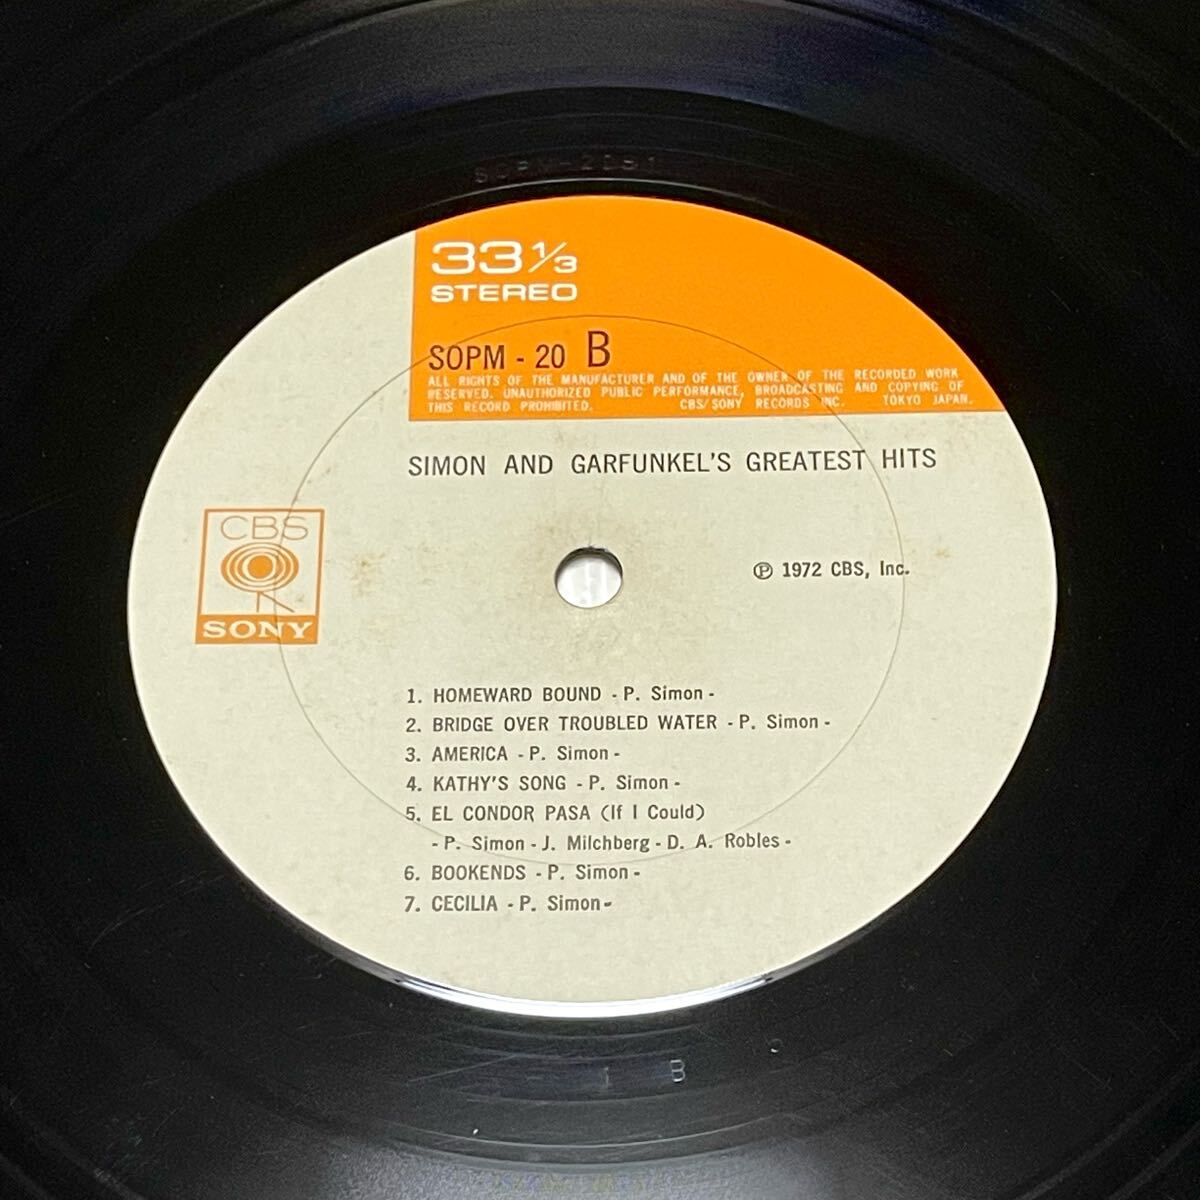 SOPM-20B1
33 1/3
STEREO
SOPM - 20 B
ALL RIGHTS OF THE MANUFACTURER AND OF THE OWNER OF THE RECORDED WORK
RESERVED. UNAUTHORIZED PUBLIC PERFORMANCE, BROADCASTING AND COPYING OF
THIS RECORD PROHIBITED. CBS/SONY RECORDS INC. TOKYO JAPAN.
SIMON AND GARFUNKEL'S GREATEST HITS
CBS
SONY
℗ 1972 CBS, Inc.
1. HOMEWARD BOUND - P. Simon -
2. BRIDGE OVER TROUBLED WATER - P. Simon -
3. AMERICA - P. Simon -
4. KATHY'S SONG - P. Simon -
5. EL CONDOR PASA (If I Could)
- P. Simon - J. Milchberg - D. A. Robles -
6. BOOKENDS - P. Simon -
7. CECILIA - P. Simon -
I B